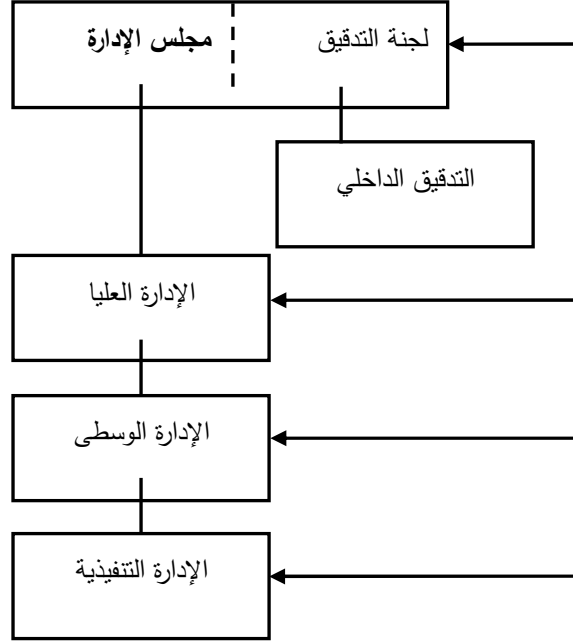 لجنة التدقيق
مجلس الإدارة
التدقيق الداخلي
الإدارة العليا
الإدارة الوسطى
الإدارة التنفيذية